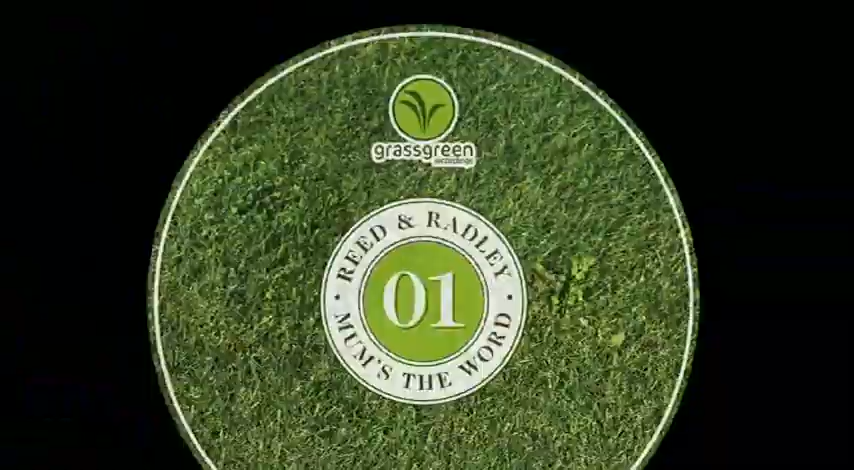 grassgreen
recordings
REED & RADLEY
01
MUM'S THE WORD